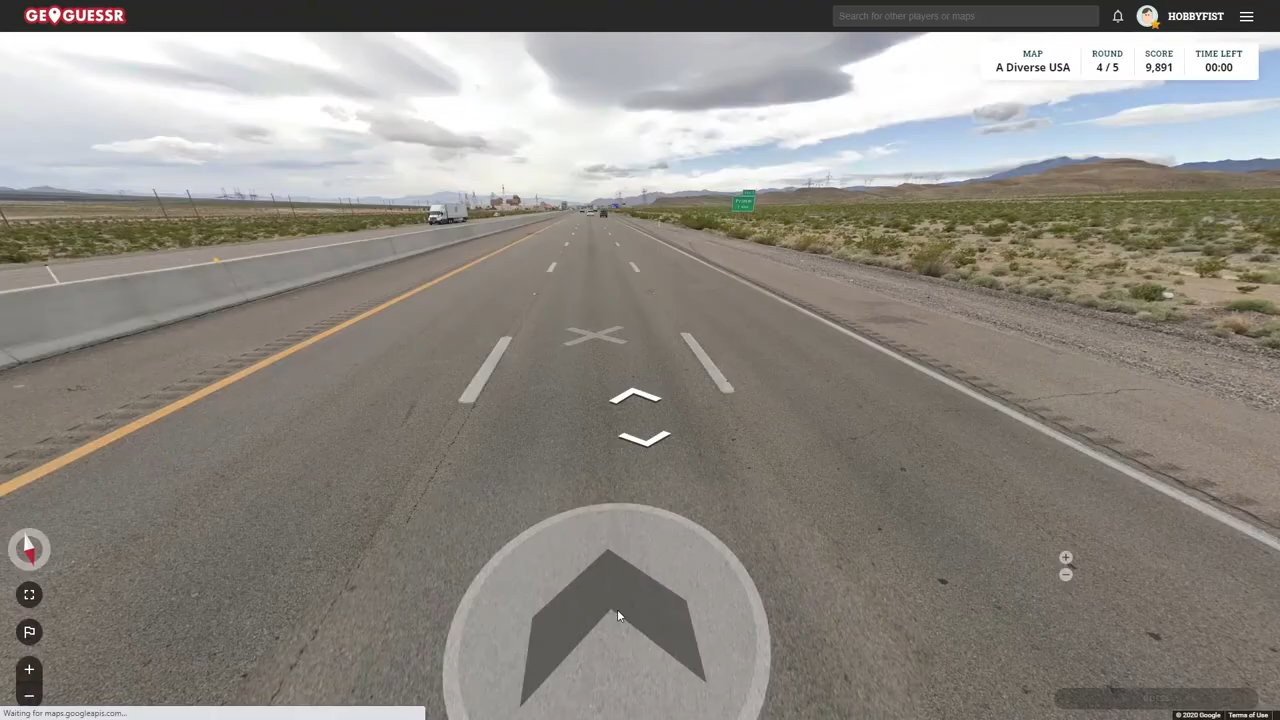 GEOGUESSR
Search for other players or maps
HOBBYFIST
MAP
A Diverse USA
ROUND
4 / 5
SCORE
9,891
TIME LEFT
00:00
Primm
Waiting for maps.googleapis.com...
© 2020 Google
Terms of Use